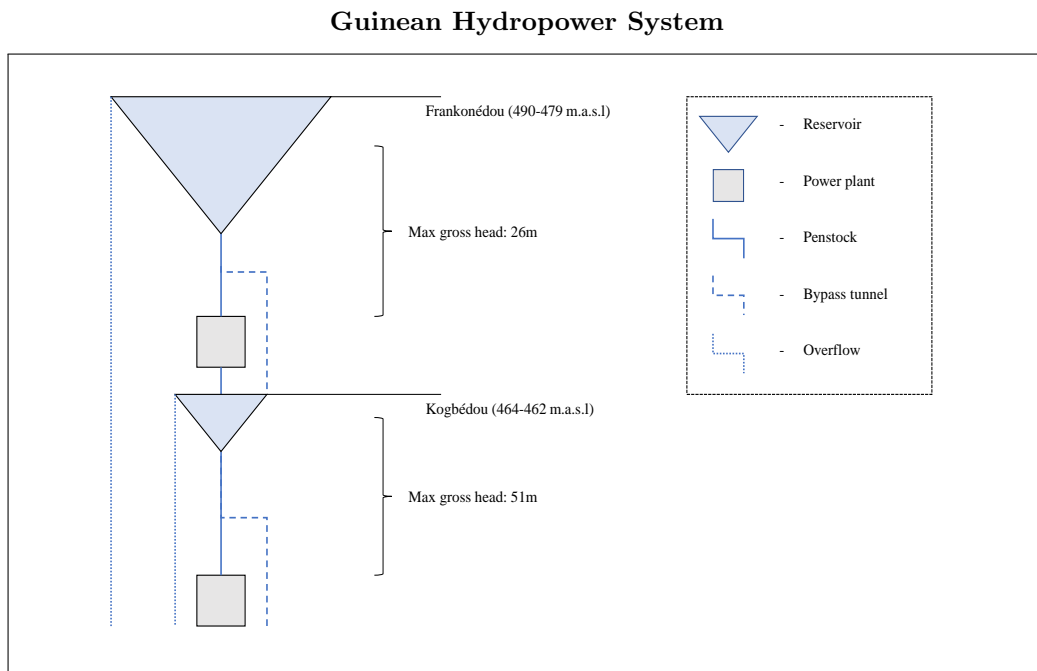 Guinean Hydropower System
Frankonédou (490-479 m.a.s.l)
Max gross head: 26m
Kogbédou (464-462 m.a.s.l)
Max gross head: 51m
- Reservoir
- Power plant
- Penstock
- Bypass tunnel
- Overflow